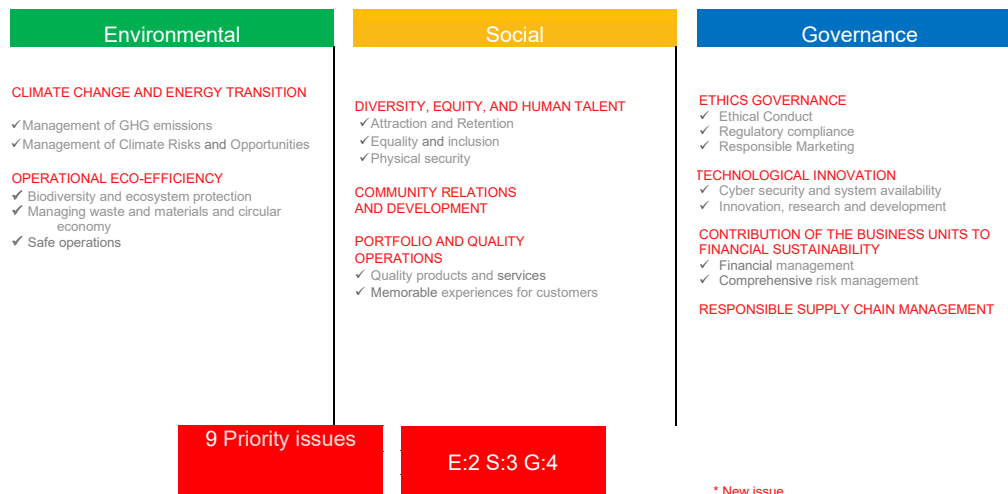 Environmental
CLIMATE CHANGE AND ENERGY TRANSITION
✓Management of GHG emissions
✓Management of Climate Risks and Opportunities
OPERATIONAL ECO-EFFICIENCY
✓ Biodiversity and ecosystem protection
✓ Managing waste and materials and circular
economy
✓ Safe operations
Social
DIVERSITY, EQUITY, AND HUMAN TALENT
✓Attraction and Retention
✓Equality and inclusion
✓Physical security
COMMUNITY RELATIONS
AND DEVELOPMENT
PORTFOLIO AND QUALITY
OPERATIONS
✓ Quality products and services
✓ Memorable experiences for customers
Governance
ETHICS GOVERNANCE
✓ Ethical Conduct
✓ Regulatory compliance
✓ Responsible Marketing
TECHNOLOGICAL INNOVATION
✓ Cyber security and system availability
✓ Innovation, research and development
CONTRIBUTION OF THE BUSINESS UNITS TO
FINANCIAL SUSTAINABILITY
✓ Financial management
✓ Comprehensive risk management
RESPONSIBLE SUPPLY CHAIN MANAGEMENT
9 Priority issues
E:2 S:3 G:4
* New issue